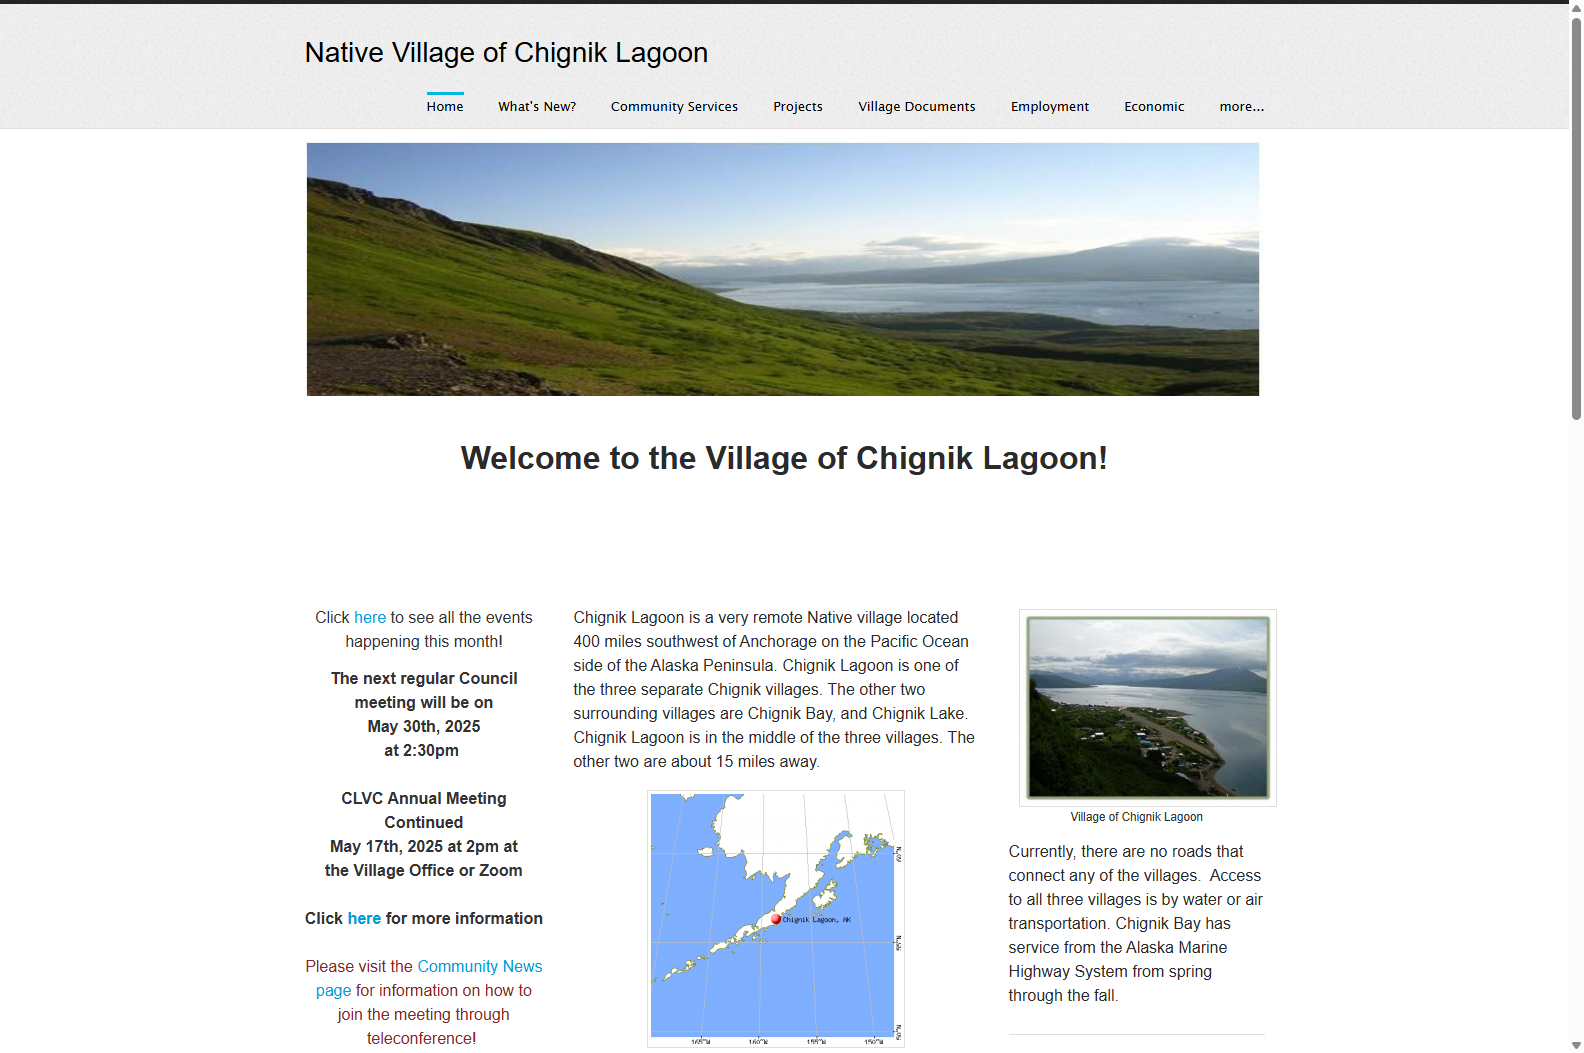 Native Village of Chignik Lagoon
Home What's New? Community Services Projects Village Documents Employment Economic more...
Welcome to the Village of Chignik Lagoon!
Click here to see all the events
happening this month!
The next regular Council
meeting will be on
May 30th, 2025
at 2:30pm
CLVC Annual Meeting
Continued
May 17th, 2025 at 2pm at
the Village Office or Zoom
Click here for more information
Please visit the Community News
page for information on how to
join the meeting through
teleconference!
Chignik Lagoon is a very remote Native village located
400 miles southwest of Anchorage on the Pacific Ocean
side of the Alaska Peninsula. Chignik Lagoon is one of
the three separate Chignik villages. The other two
surrounding villages are Chignik Bay, and Chignik Lake.
Chignik Lagoon is in the middle of the three villages. The
other two are about 15 miles away.
Chignik Lagoon, AK
60°N
55°N
50°N
165°W 160°W 155°W 150°W
Village of Chignik Lagoon
Currently, there are no roads that
connect any of the villages.  Access
to all three villages is by water or air
transportation. Chignik Bay has
service from the Alaska Marine
Highway System from spring
through the fall.